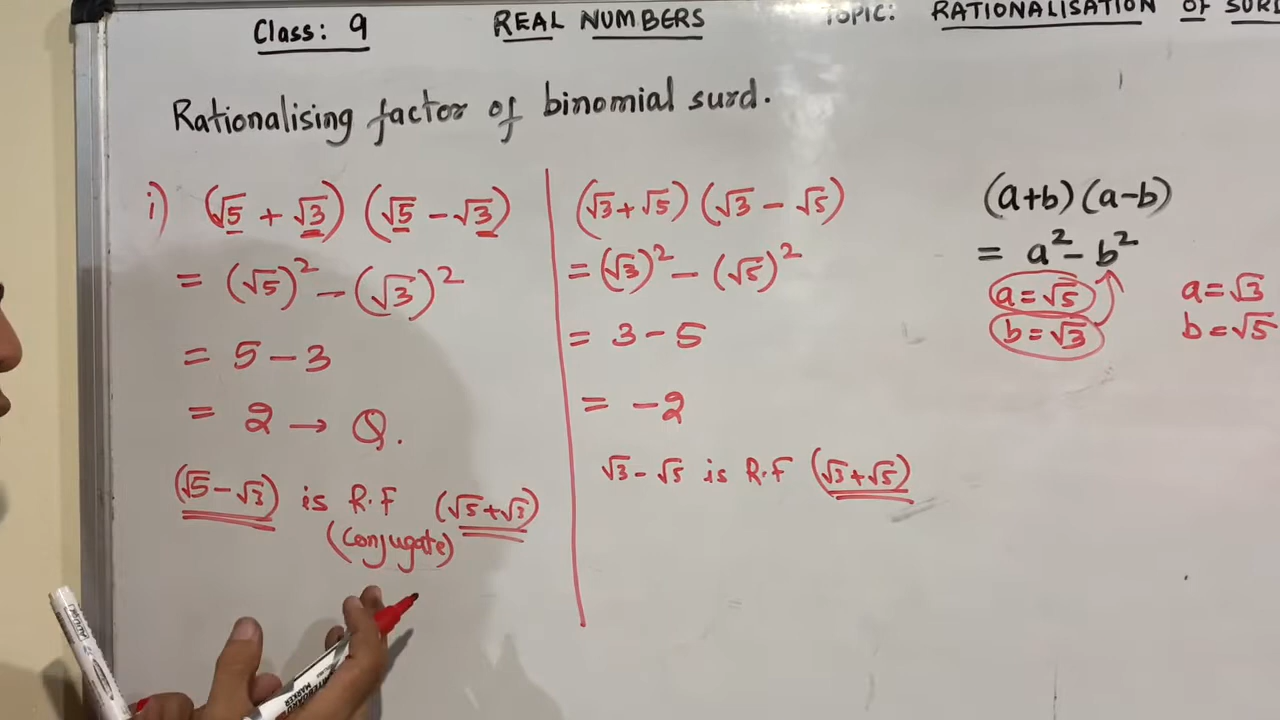 Class: 9
REAL NUMBERS
TOPIC: RATIONALISATION OF SURD
Rationalising factor of binomial surd.
i) (√5 + √3) (√5 - √3)
= (√5)² - (√3)²
= 5 - 3
= 2 → Q.
(√5 - √3) is R.F (√5+√3)
(conjugate)
(√3+√5) (√3 - √5)
= (√3)² - (√5)²
= 3 - 5
= -2
√3 - √5 is R.F (√3+√5)
(a+b) (a-b)
= a² - b²
a=√5
b=√3
a=√3
b=√5